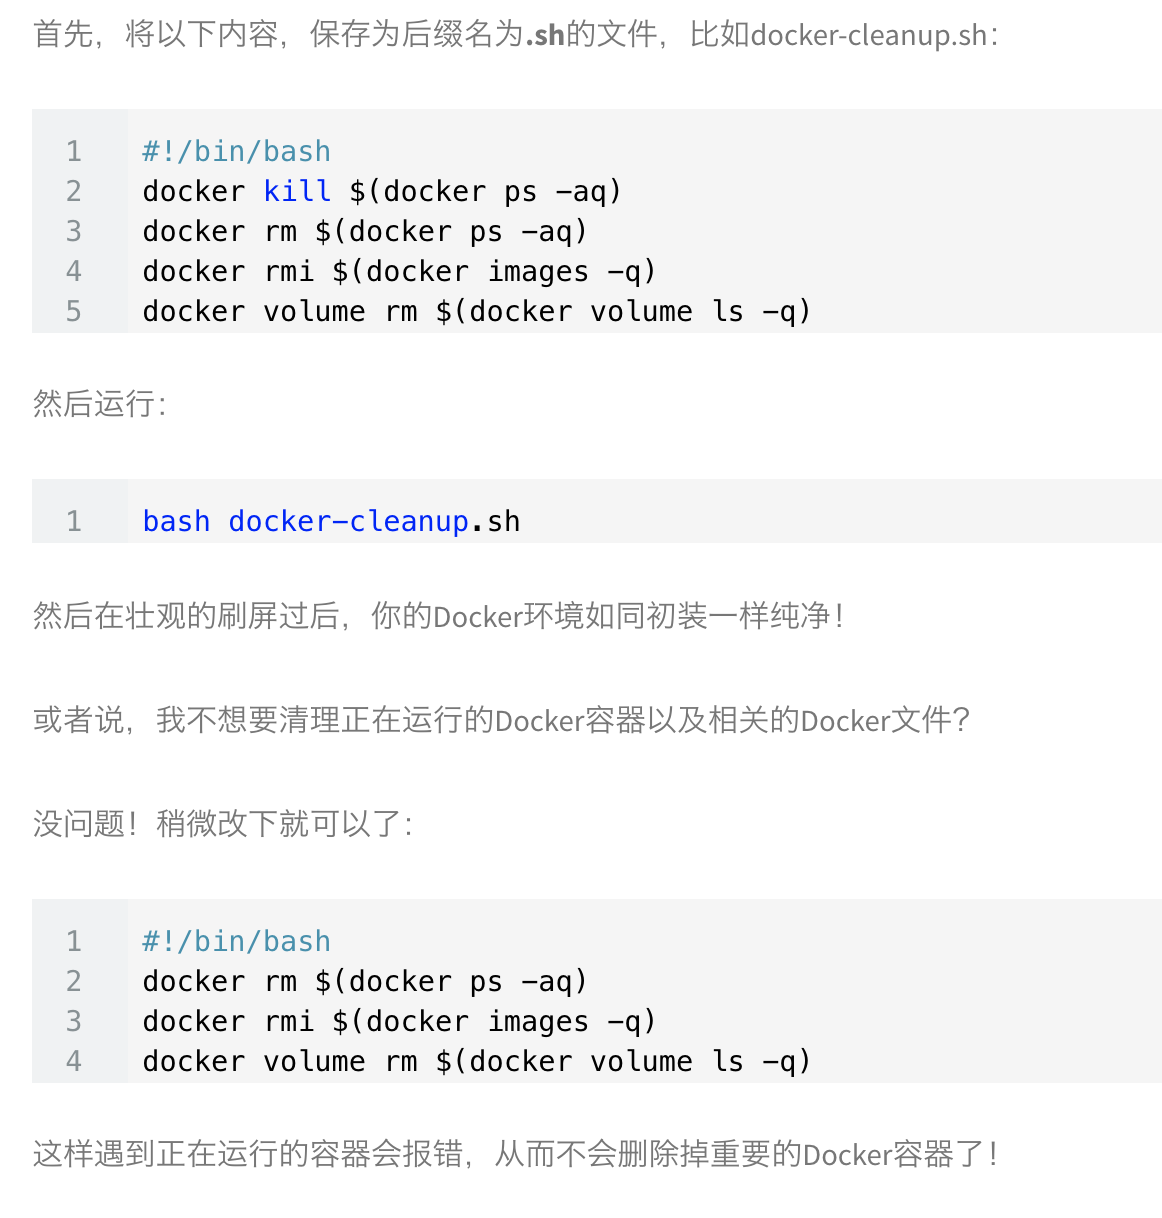 首先，将以下内容，保存为后缀名为.sh的文件，比如docker-cleanup.sh：
1 #!/bin/bash
2 docker kill $(docker ps -aq)
3 docker rm $(docker ps -aq)
4 docker rmi $(docker images -q)
5 docker volume rm $(docker volume ls -q)
然后运行：
1 bash docker-cleanup.sh
然后在壮观的刷屏过后，你的Docker环境如同初装一样纯净！
或者说，我不想要清理正在运行的Docker容器以及相关的Docker文件？
没问题！稍微改下就可以了：
1 #!/bin/bash
2 docker rm $(docker ps -aq)
3 docker rmi $(docker images -q)
4 docker volume rm $(docker volume ls -q)
这样遇到正在运行的容器会报错，从而不会删除掉重要的Docker容器了！